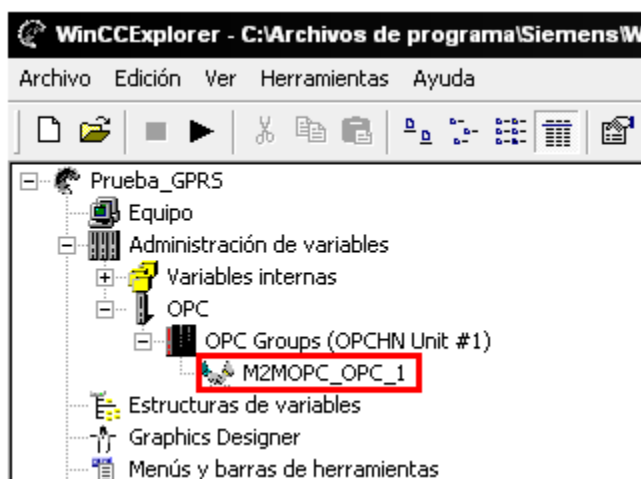 WinCCExplorer - C:\Archivos de programa\Siemens\W
Archivo Edición Ver Herramientas Ayuda
Prueba_GPRS
Equipo
Administración de variables
Variables internas
OPC
OPC Groups (OPCHN Unit #1)
M2MOPC_OPC_1
Estructuras de variables
Graphics Designer
Menús y barras de herramientas